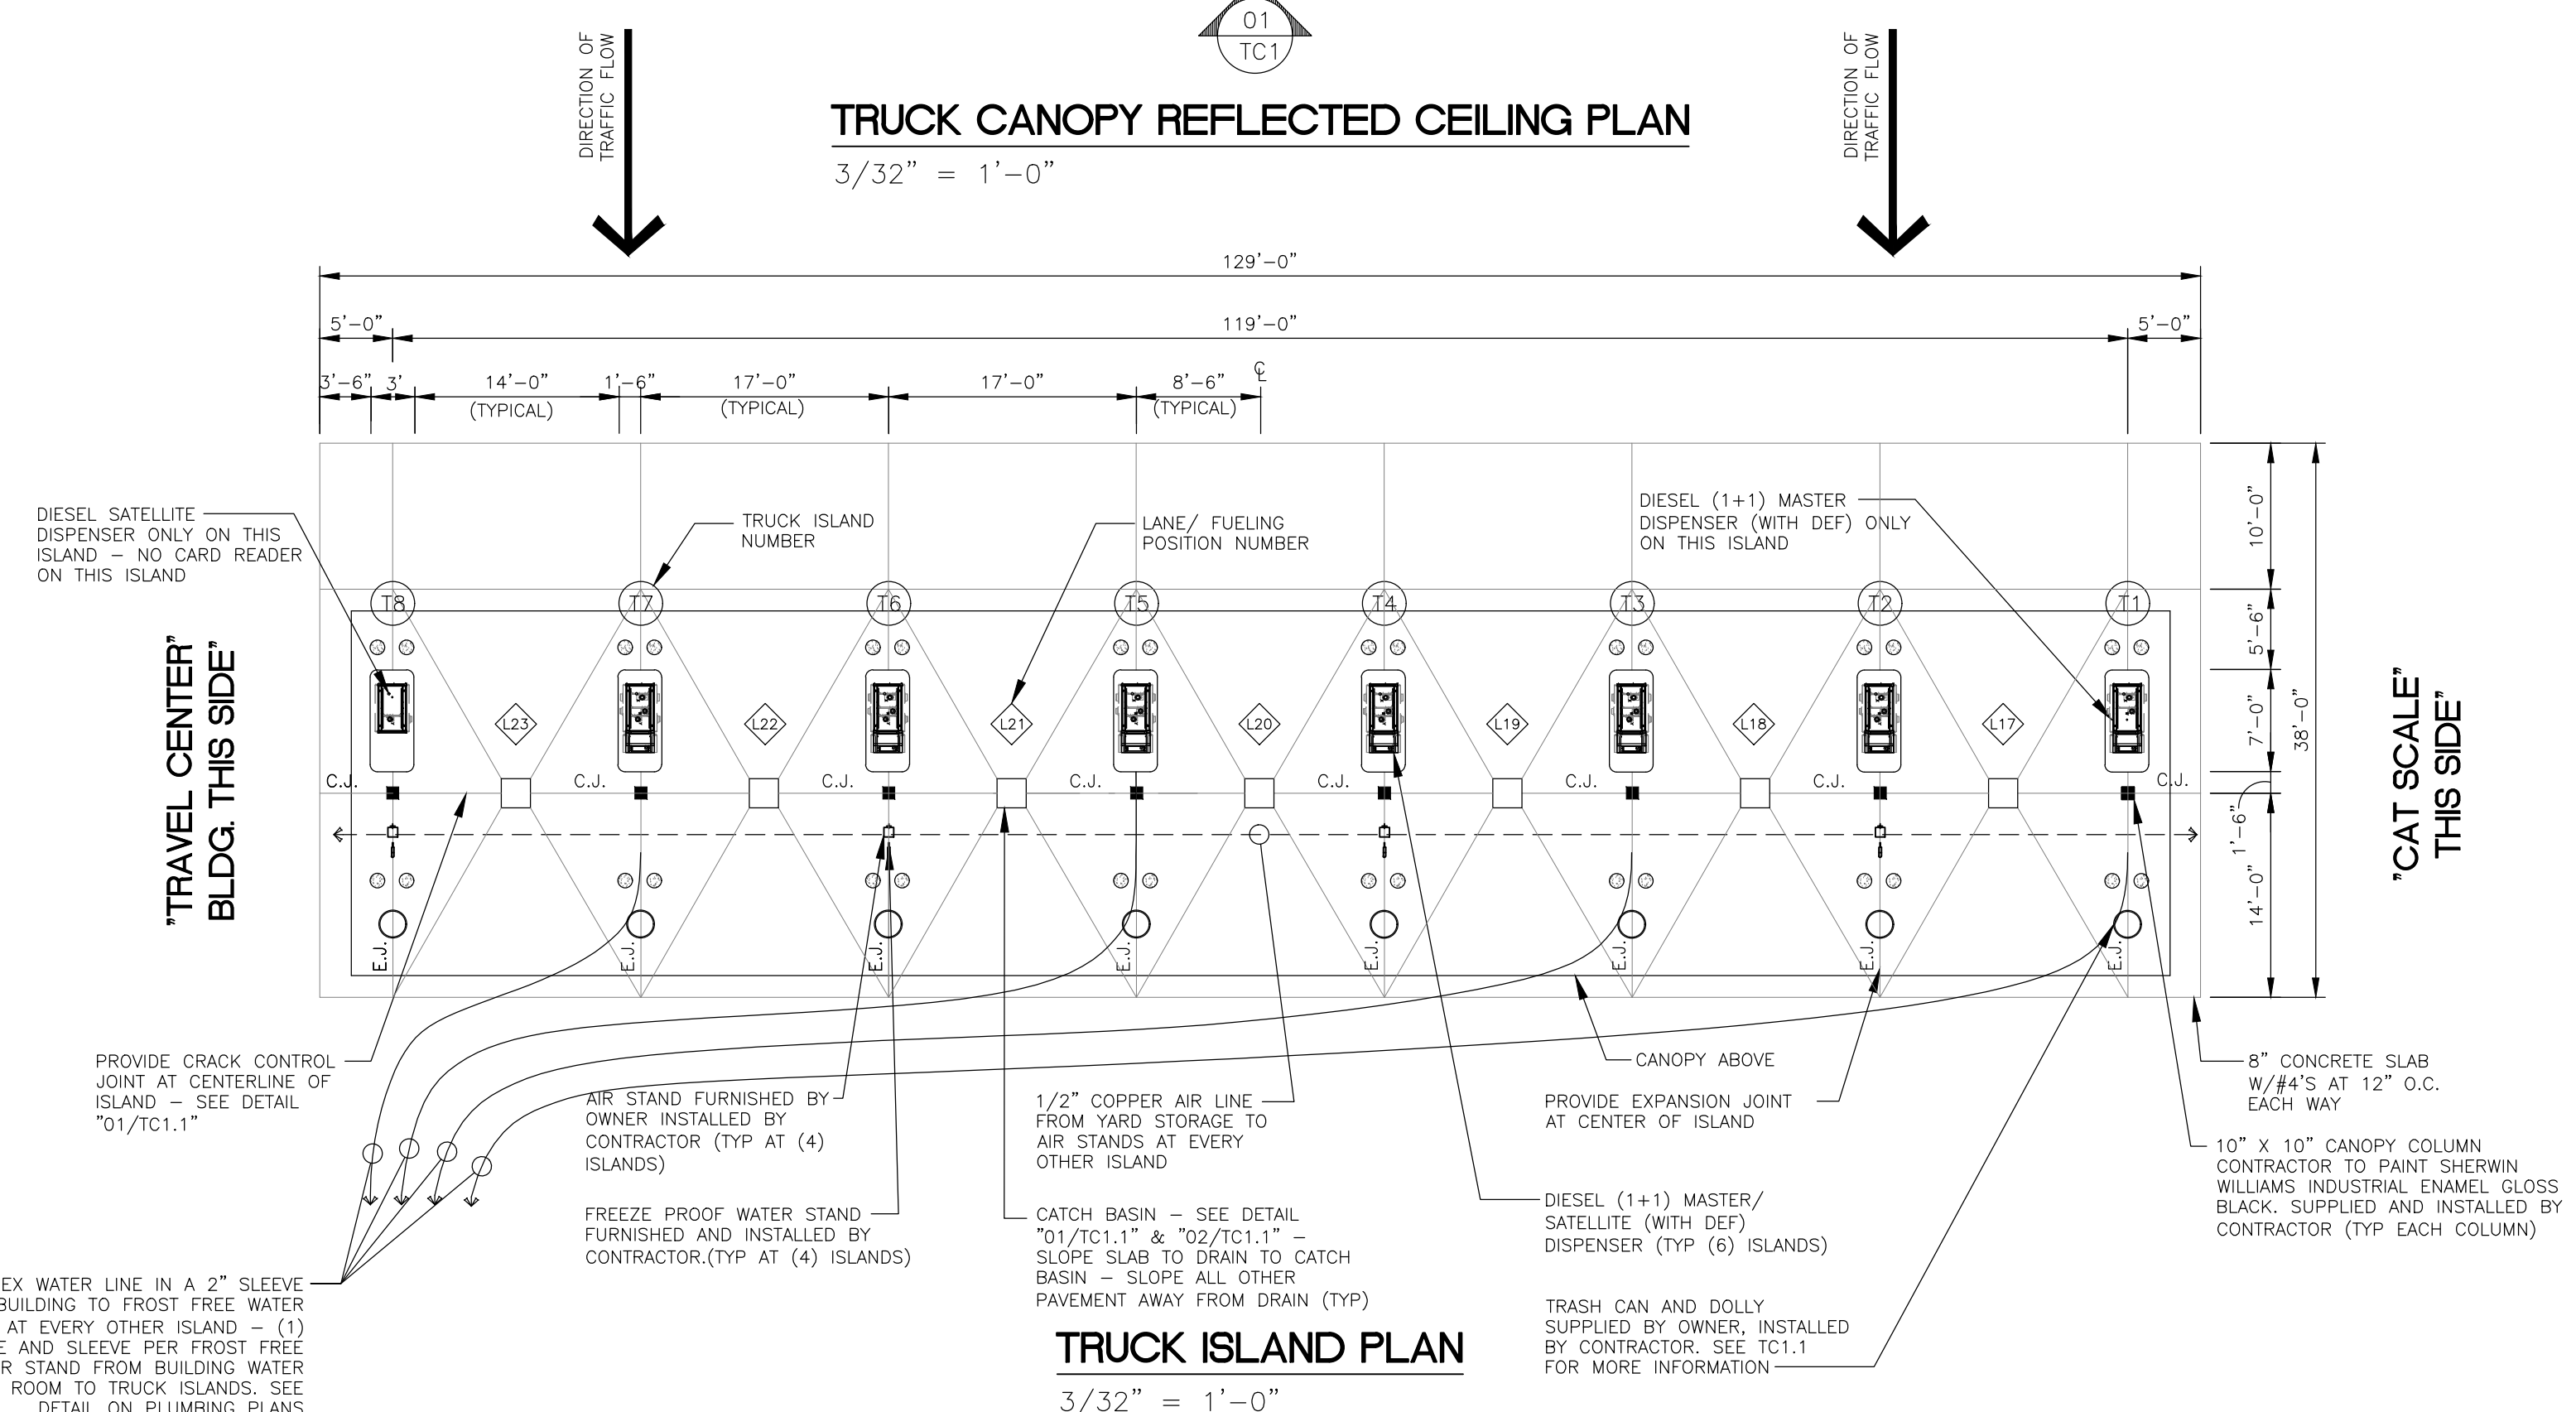 01
TC1
DIRECTION OF
TRAFFIC FLOW
DIRECTION OF
TRAFFIC FLOW
TRUCK CANOPY REFLECTED CEILING PLAN
3/32" = 1'-0"
129'-0"
5'-0"
119'-0"
5'-0"
3'-6"
3'
14'-0"
(TYPICAL)
1'-6"
17'-0"
(TYPICAL)
17'-0"
8'-6"
(TYPICAL)
℄
DIESEL SATELLITE
DISPENSER ONLY ON THIS
ISLAND - NO CARD READER
ON THIS ISLAND
TRUCK ISLAND
NUMBER
LANE/ FUELING
POSITION NUMBER
DIESEL (1+1) MASTER
DISPENSER (WITH DEF) ONLY
ON THIS ISLAND
10'-0"
5'-6"
7'-0"
38'-0"
1'-6"
14'-0"
T8
T7
T6
T5
T4
T3
T2
T1
"TRAVEL CENTER"
BLDG. THIS SIDE"
"CAT SCALE"
THIS SIDE"
L23
L22
L21
L20
L19
L18
L17
C.J.
C.J.
C.J.
C.J.
C.J.
C.J.
C.J.
C.J.
E.J.
E.J.
E.J.
E.J.
E.J.
E.J.
E.J.
E.J.
PROVIDE CRACK CONTROL
JOINT AT CENTERLINE OF
ISLAND - SEE DETAIL
"01/TC1.1"
AIR STAND FURNISHED BY
OWNER INSTALLED BY
CONTRACTOR (TYP AT (4)
ISLANDS)
FREEZE PROOF WATER STAND
FURNISHED AND INSTALLED BY
CONTRACTOR.(TYP AT (4) ISLANDS)
1/2" COPPER AIR LINE
FROM YARD STORAGE TO
AIR STANDS AT EVERY
OTHER ISLAND
CATCH BASIN - SEE DETAIL
"01/TC1.1" & "02/TC1.1" -
SLOPE SLAB TO DRAIN TO CATCH
BASIN - SLOPE ALL OTHER
PAVEMENT AWAY FROM DRAIN (TYP)
CANOPY ABOVE
PROVIDE EXPANSION JOINT
AT CENTER OF ISLAND
DIESEL (1+1) MASTER/
SATELLITE (WITH DEF)
DISPENSER (TYP (6) ISLANDS)
TRASH CAN AND DOLLY
SUPPLIED BY OWNER, INSTALLED
BY CONTRACTOR. SEE TC1.1
FOR MORE INFORMATION
8" CONCRETE SLAB
W/#4'S AT 12" O.C.
EACH WAY
10" X 10" CANOPY COLUMN
CONTRACTOR TO PAINT SHERWIN
WILLIAMS INDUSTRIAL ENAMEL GLOSS
BLACK. SUPPLIED AND INSTALLED BY
CONTRACTOR (TYP EACH COLUMN)
EX WATER LINE IN A 2" SLEEVE
BUILDING TO FROST FREE WATER
AT EVERY OTHER ISLAND - (1)
E AND SLEEVE PER FROST FREE
R STAND FROM BUILDING WATER
ROOM TO TRUCK ISLANDS. SEE
DETAIL ON PLUMBING PLANS
TRUCK ISLAND PLAN
3/32" = 1'-0"